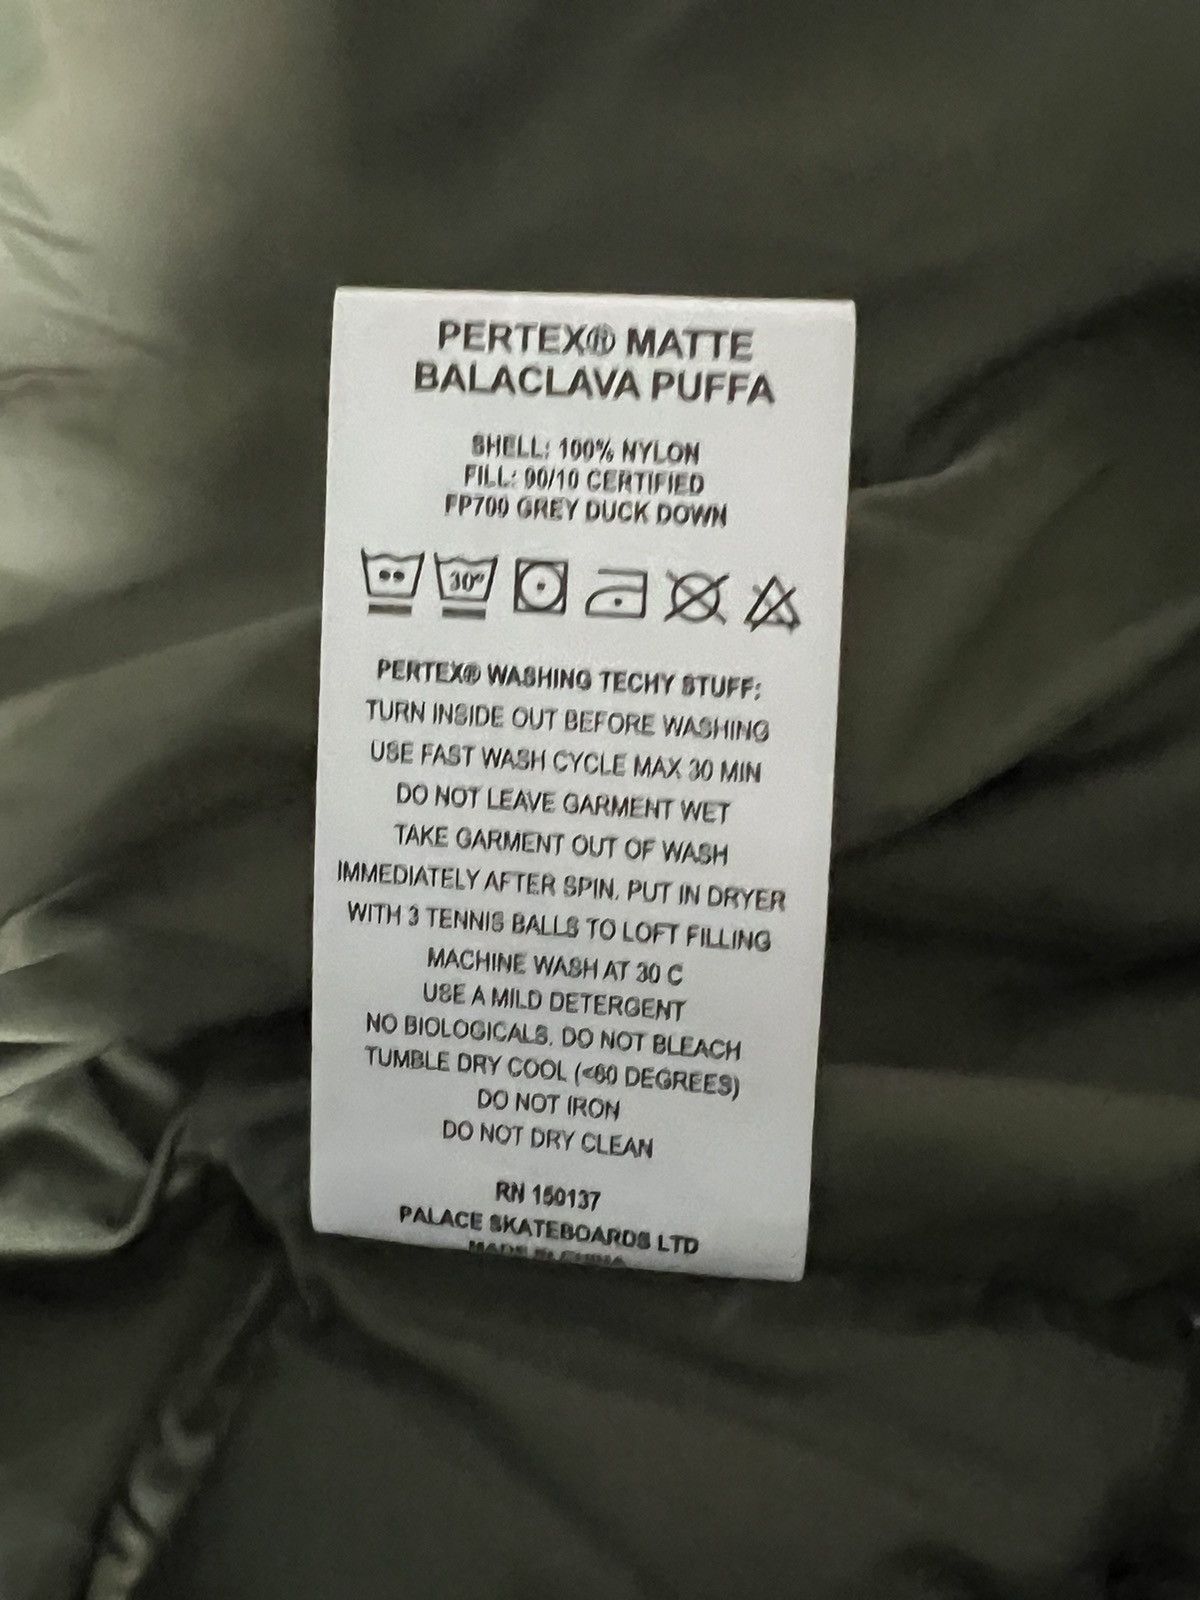 PERTEX® MATTE
BALACLAVA PUFFA
SHELL: 100% NYLON
FILL: 90/10 CERTIFIED
FP700 GREY DUCK DOWN
30°
PERTEX® WASHING TECHY STUFF:
TURN INSIDE OUT BEFORE WASHING
USE FAST WASH CYCLE MAX 30 MIN
DO NOT LEAVE GARMENT WET
TAKE GARMENT OUT OF WASH
IMMEDIATELY AFTER SPIN. PUT IN DRYER
WITH 3 TENNIS BALLS TO LOFT FILLING
MACHINE WASH AT 30 C
USE A MILD DETERGENT
NO BIOLOGICALS. DO NOT BLEACH
TUMBLE DRY COOL (<60 DEGREES)
DO NOT IRON
DO NOT DRY CLEAN
RN 150137
PALACE SKATEBOARDS LTD
MADE IN CHINA